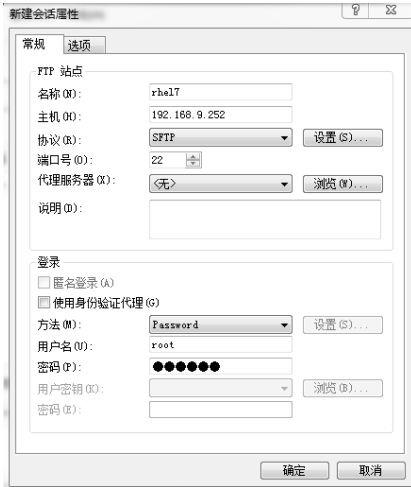 新建会话属性
常规 选项
FTP 站点
名称(N): rhel7
主机(H): 192.168.9.252
协议(R): SFTP 设置(S)...
端口号(O): 22
代理服务器(X): <无> 浏览(W)...
说明(D):
登录
匿名登录(A)
使用身份验证代理(G)
方法(M): Password 设置(S)...
用户名(U): root
密码(P): ●●●●●●
用户密钥(K): 浏览(B)...
密码(E):
确定 取消